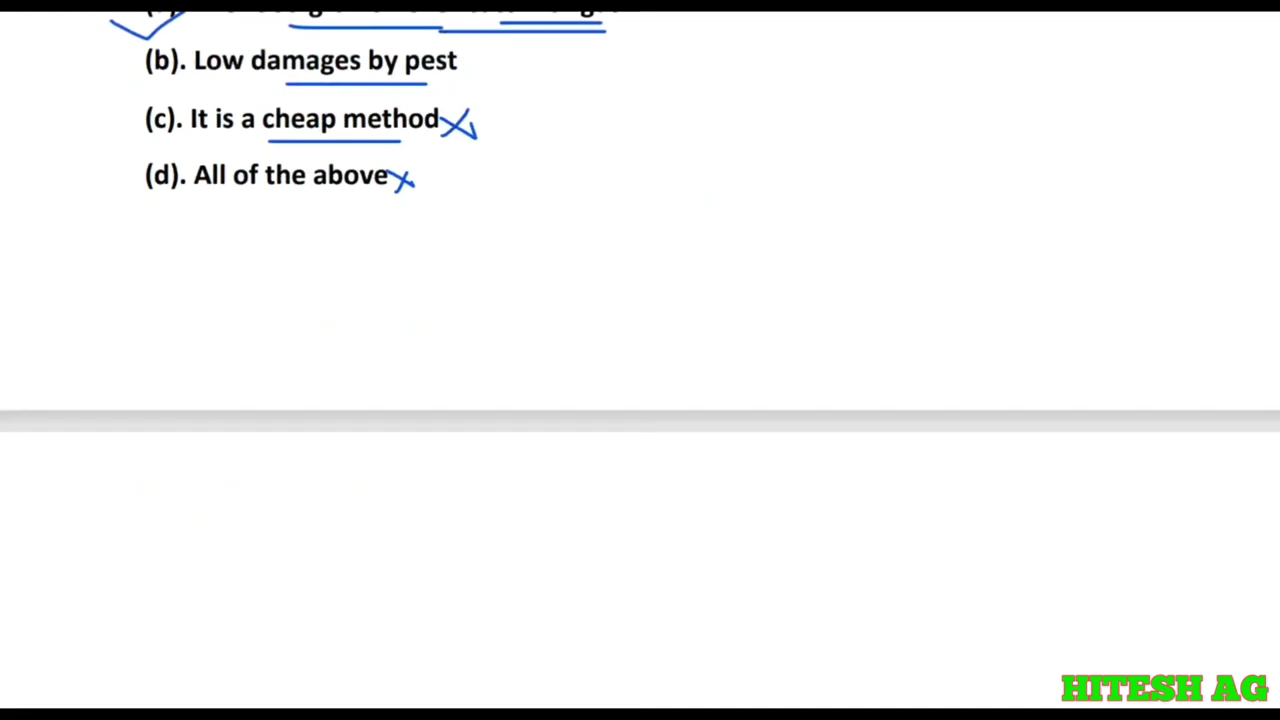 (b). Low damages by pest
(c). It is a cheap method
(d). All of the above
HITESH AG